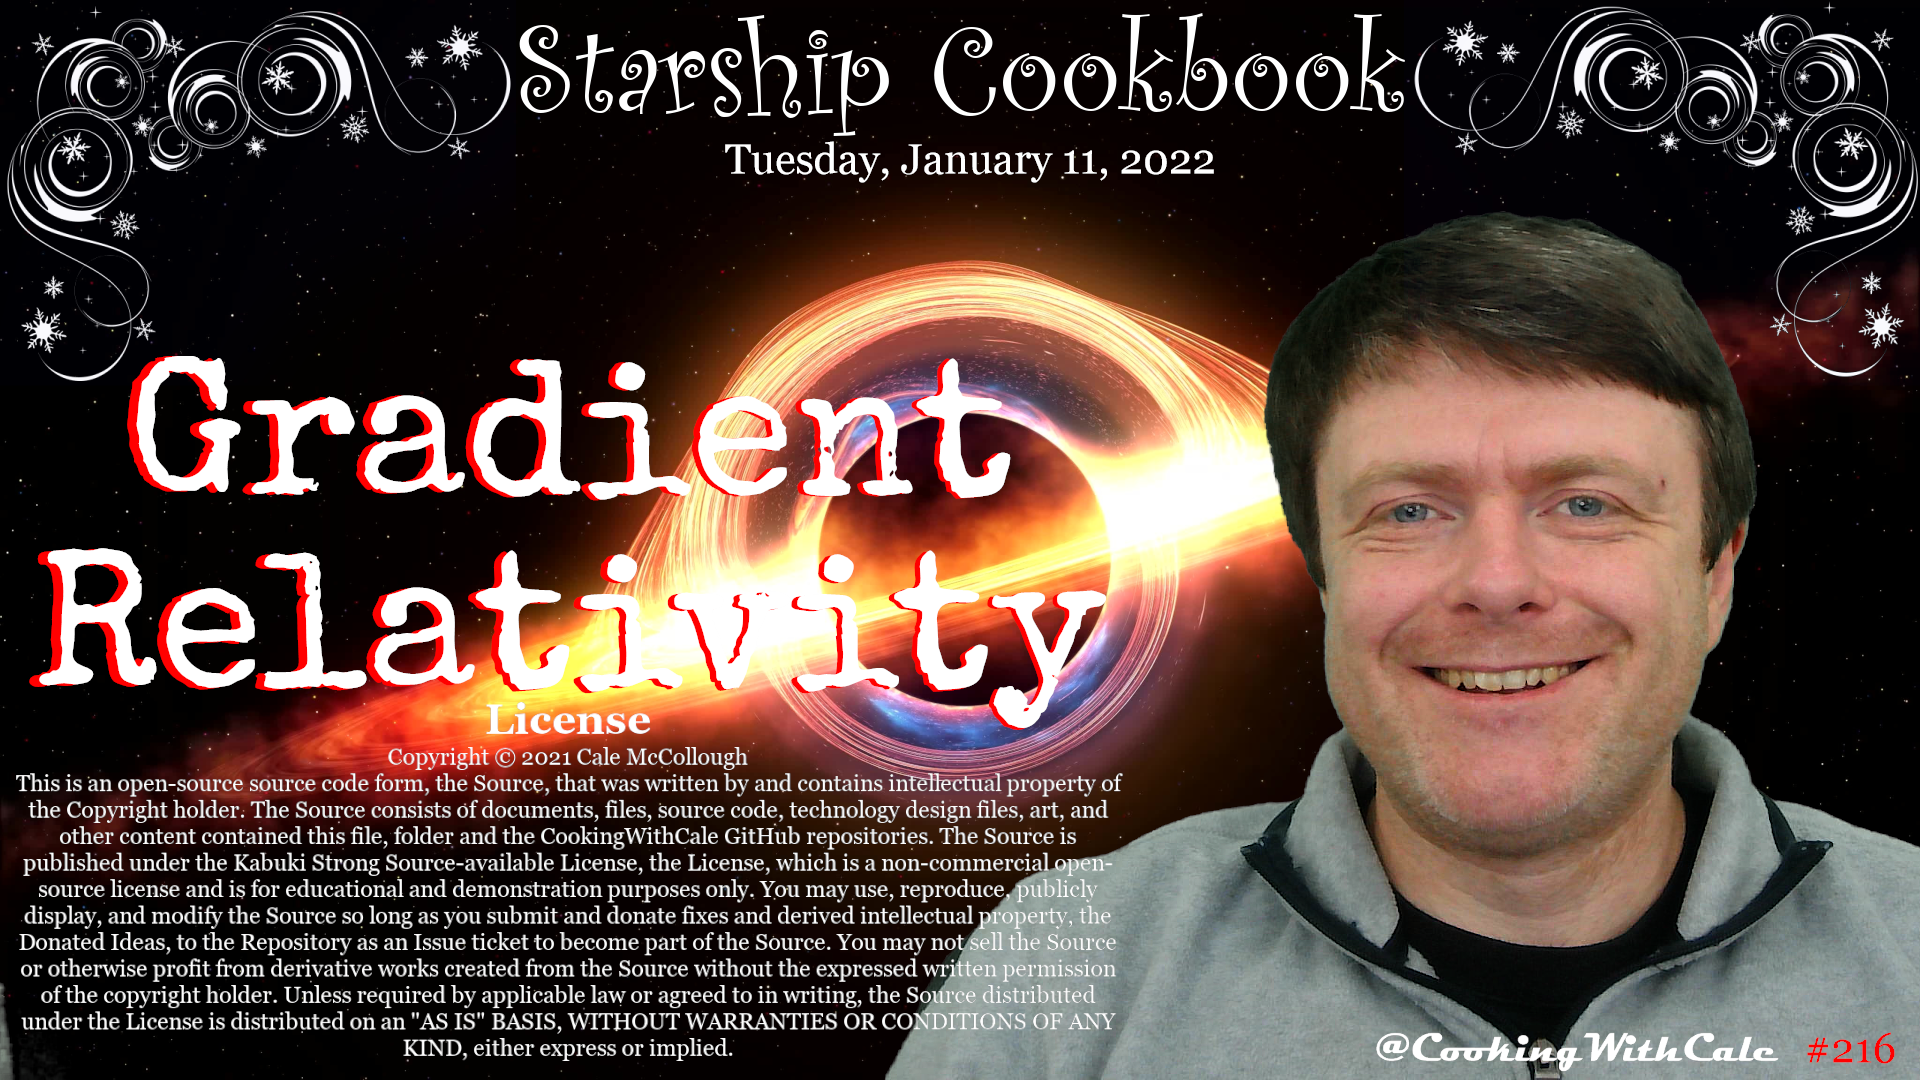 Starship Cookbook
Tuesday, January 11, 2022
Gradient
Relativity
License
Copyright © 2021 Cale McCollough
This is an open-source source code form, the Source, that was written by and contains intellectual property of
the Copyright holder. The Source consists of documents, files, source code, technology design files, art, and
other content contained this file, folder and the CookingWithCale GitHub repositories. The Source is
published under the Kabuki Strong Source-available License, the License, which is a non-commercial open-
source license and is for educational and demonstration purposes only. You may use, reproduce, publicly
display, and modify the Source so long as you submit and donate fixes and derived intellectual property, the
Donated Ideas, to the Repository as an Issue ticket to become part of the Source. You may not sell the Source
or otherwise profit from derivative works created from the Source without the expressed written permission
of the copyright holder. Unless required by applicable law or agreed to in writing, the Source distributed
under the License is distributed on an "AS IS" BASIS, WITHOUT WARRANTIES OR CONDITIONS OF ANY
KIND, either express or implied.
@CookingWithCale #216